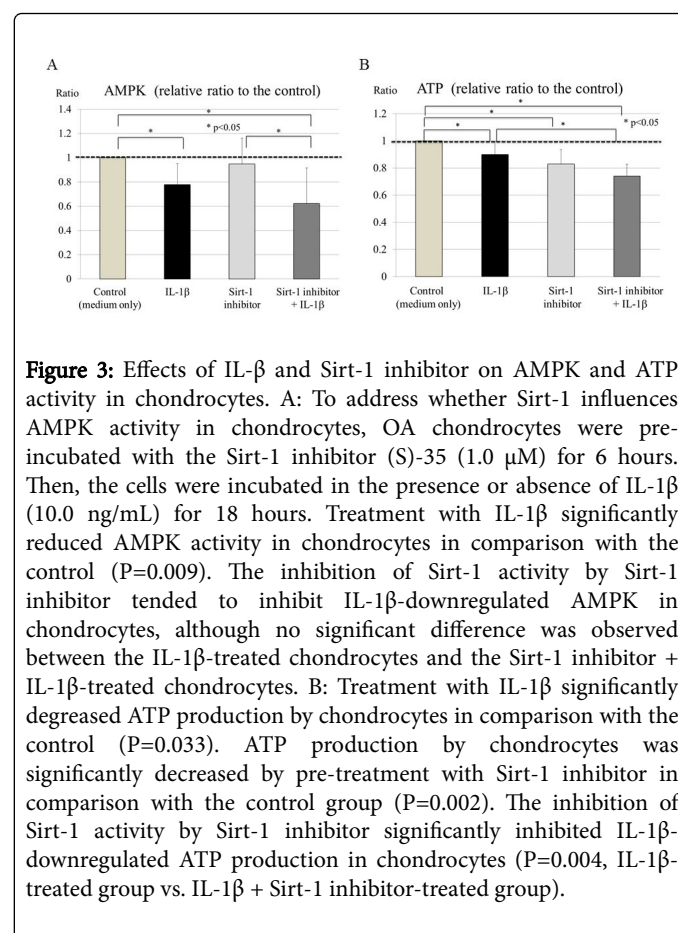 A
B
Ratio AMPK (relative ratio to the control)
Ratio ATP (relative ratio to the control)
1.4
1.2
1
0.8
0.6
0.4
0.2
0
*
* p<0.05
*
*
Control
(medium only)
IL-1β
Sirt-1
inhibitor
Sirt-1 inhibitor
+ IL-1β
1.2
1
0.8
0.6
0.4
0.2
0
*
*
* p<0.05
*
*
Control
(medium only)
IL-1β
Sirt-1
inhibitor
Sirt-1 inhibitor
+ IL-1β
Figure 3: Effects of IL-β and Sirt-1 inhibitor on AMPK and ATP
activity in chondrocytes. A: To address whether Sirt-1 influences
AMPK activity in chondrocytes, OA chondrocytes were pre-
incubated with the Sirt-1 inhibitor (S)-35 (1.0 μM) for 6 hours.
Then, the cells were incubated in the presence or absence of IL-1β
(10.0 ng/mL) for 18 hours. Treatment with IL-1β significantly
reduced AMPK activity in chondrocytes in comparison with the
control (P=0.009). The inhibition of Sirt-1 activity by Sirt-1
inhibitor tended to inhibit IL-1β-downregulated AMPK in
chondrocytes, although no significant difference was observed
between the IL-1β-treated chondrocytes and the Sirt-1 inhibitor +
IL-1β-treated chondrocytes. B: Treatment with IL-1β significantly
degreased ATP production by chondrocytes in comparison with the
control (P=0.033). ATP production by chondrocytes was
significantly decreased by pre-treatment with Sirt-1 inhibitor in
comparison with the control group (P=0.002). The inhibition of
Sirt-1 activity by Sirt-1 inhibitor significantly inhibited IL-1β-
downregulated ATP production in chondrocytes (P=0.004, IL-1β-
treated group vs. IL-1β + Sirt-1 inhibitor-treated group).